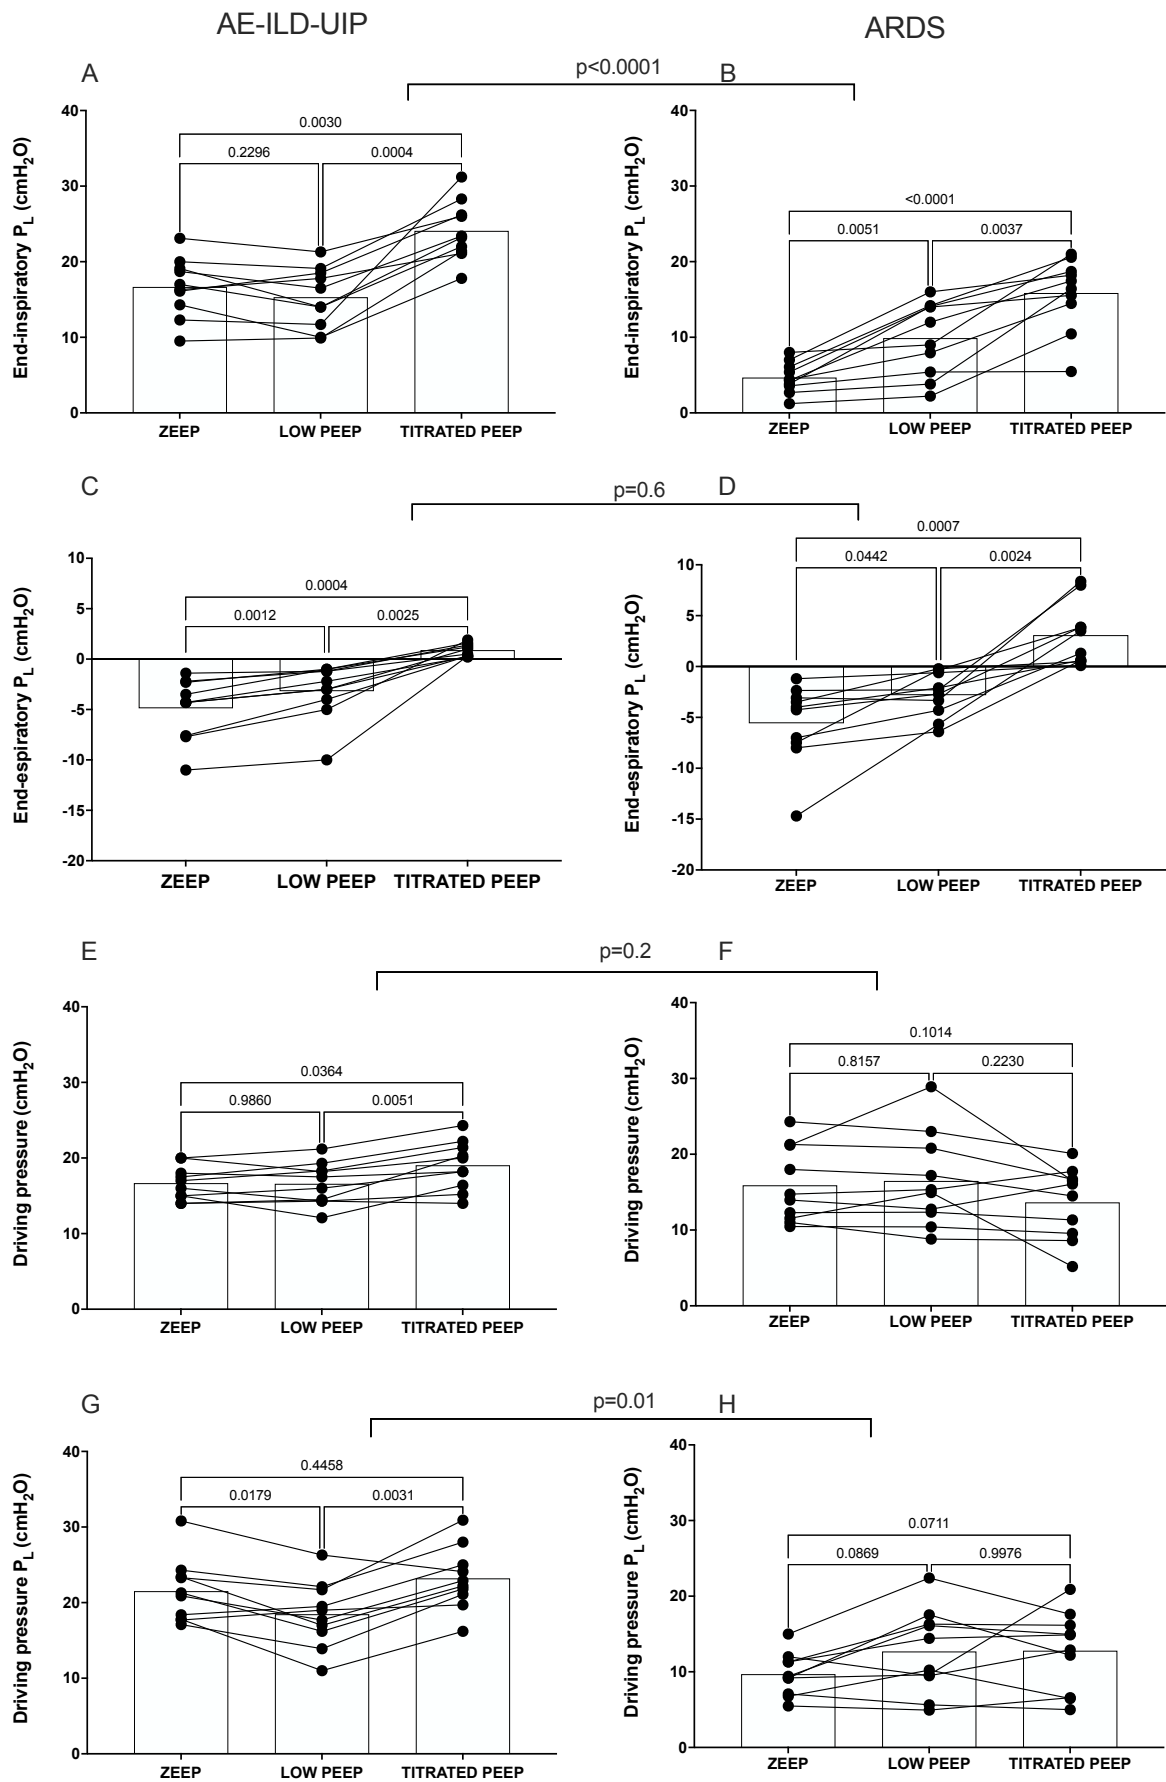 AE-ILD-UIP
ARDS
A
p<0.0001
B
End-inspiratory PL (cmH2O)
40
30
20
10
0
0.0030
0.2296
0.0004
ZEEP
LOW PEEP
TITRATED PEEP
End-inspiratory PL (cmH2O)
40
30
20
10
0
<0.0001
0.0051
0.0037
ZEEP
LOW PEEP
TITRATED PEEP
C
p=0.6
D
End-espiratory PL (cmH2O)
10
5
0
-5
-10
-15
-20
0.0004
0.0012
0.0025
ZEEP
LOW PEEP
TITRATED PEEP
End-espiratory PL (cmH2O)
10
5
0
-5
-10
-15
-20
0.0007
0.0442
0.0024
ZEEP
LOW PEEP
TITRATED PEEP
E
p=0.2
F
Driving pressure (cmH2O)
40
30
20
10
0
0.0364
0.9860
0.0051
ZEEP
LOW PEEP
TITRATED PEEP
Driving pressure (cmH2O)
40
30
20
10
0
0.1014
0.8157
0.2230
ZEEP
LOW PEEP
TITRATED PEEP
G
p=0.01
H
Driving pressure PL (cmH2O)
40
30
20
10
0
0.4458
0.0179
0.0031
ZEEP
LOW PEEP
TITRATED PEEP
Driving pressure PL (cmH2O)
40
30
20
10
0
0.0711
0.0869
0.9976
ZEEP
LOW PEEP
TITRATED PEEP